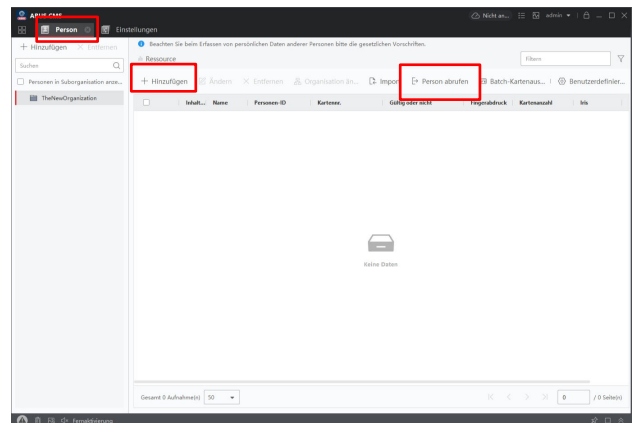 ABUS CMS
Nicht an... admin
Person Einstellungen
+ Hinzufügen × Entfernen
Suchen
Personen in Suborganisation anze...
TheNewOrganization
Beachten Sie beim Erfassen von persönlichen Daten anderer Personen bitte die gesetzlichen Vorschriften.
Ressource
Filtern
+ Hinzufügen Ändern × Entfernen Organisation än... Import Person abrufen Batch-Kartenaus... Benutzerdefinier...
Inhalt... Name Personen-ID Kartennr. Gültig oder nicht Fingerabdruck Kartenanzahl Iris
Keine Daten
Gesamt 0 Aufnahme(n) 50 0 / 0 Seite(n)
Fernaktivierung